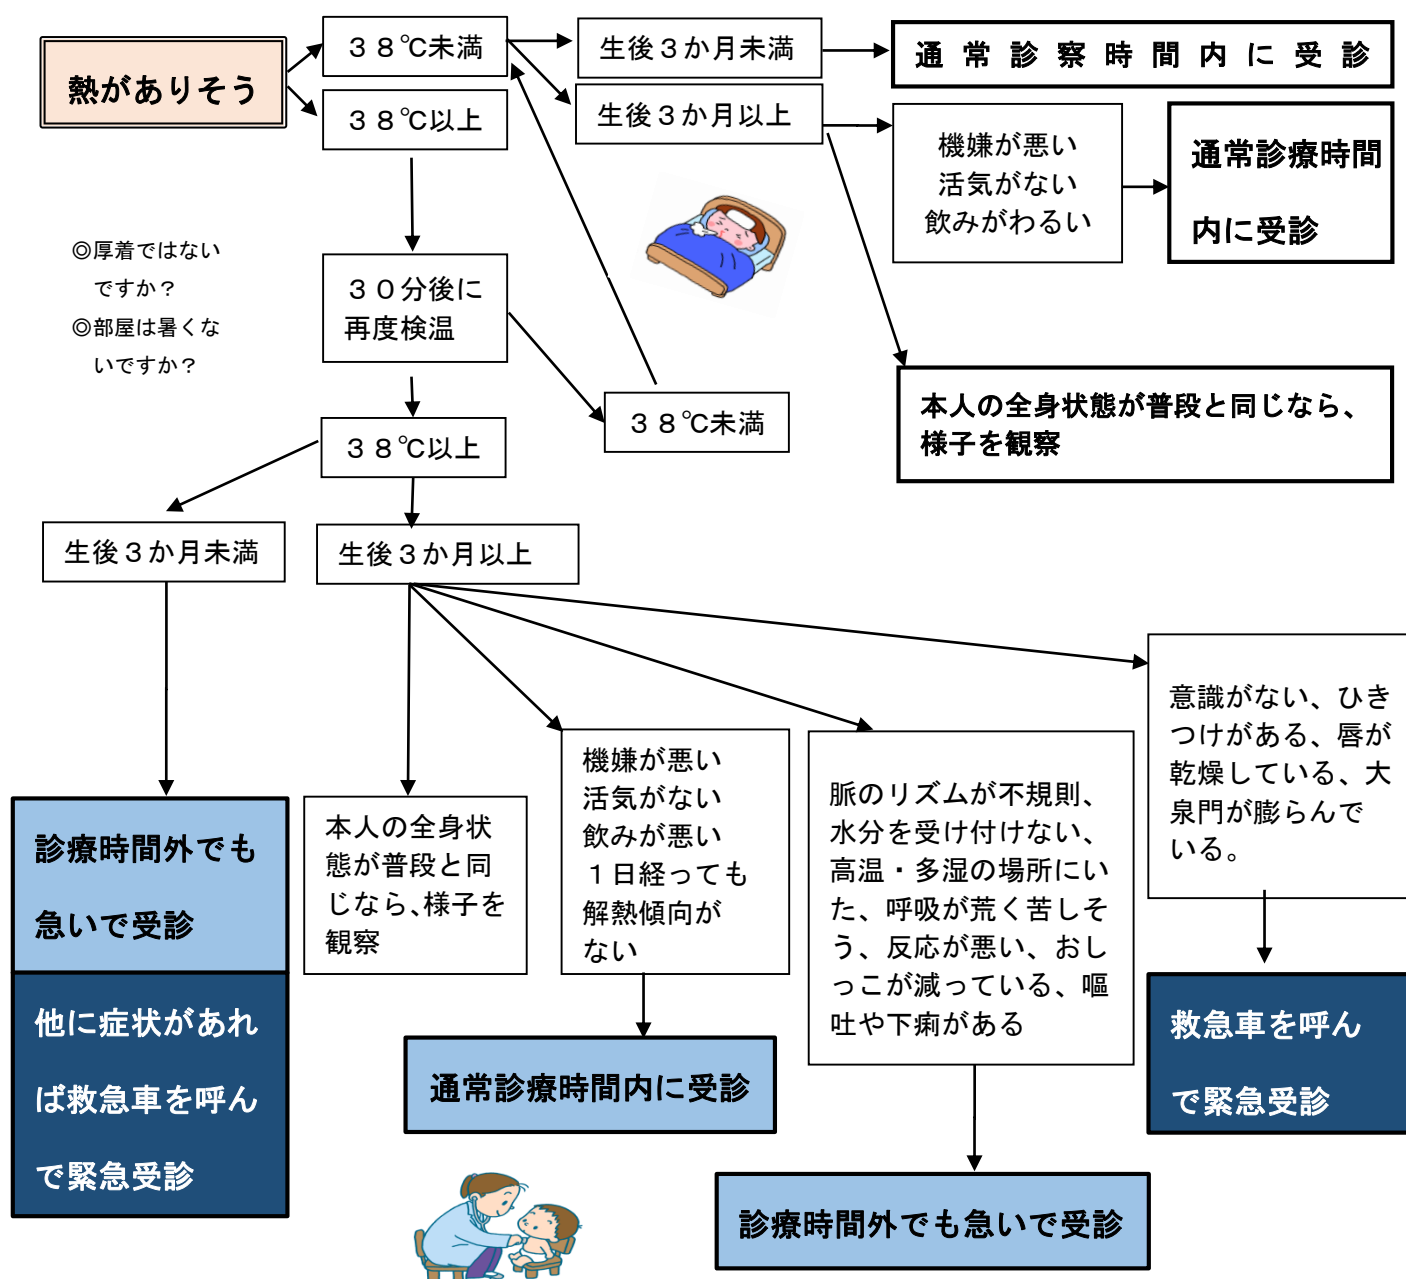 熱がありそう
３８℃未満
３８℃以上
生後３か月未満
生後３か月以上
通常診察時間内に受診
機嫌が悪い
活気がない
飲みがわるい
通常診療時間
内に受診
◎厚着ではない
ですか？
◎部屋は暑くな
いですか？
３０分後に
再度検温
３８℃未満
本人の全身状態が普段と同じなら、
様子を観察
３８℃以上
生後３か月未満
生後３か月以上
診療時間外でも
急いで受診
他に症状があれ
ば救急車を呼ん
で緊急受診
本人の全身状
態が普段と同
じなら、様子を
観察
機嫌が悪い
活気がない
飲みが悪い
１日経っても
解熱傾向が
ない
通常診療時間内に受診
脈のリズムが不規則、
水分を受け付けない、
高温・多湿の場所にい
た、呼吸が荒く苦しそ
う、反応が悪い、おし
っこが減っている、嘔
吐や下痢がある
診療時間外でも急いで受診
意識がない、ひき
つけがある、唇が
乾燥している、大
泉門が膨らんで
いる。
救急車を呼ん
で緊急受診